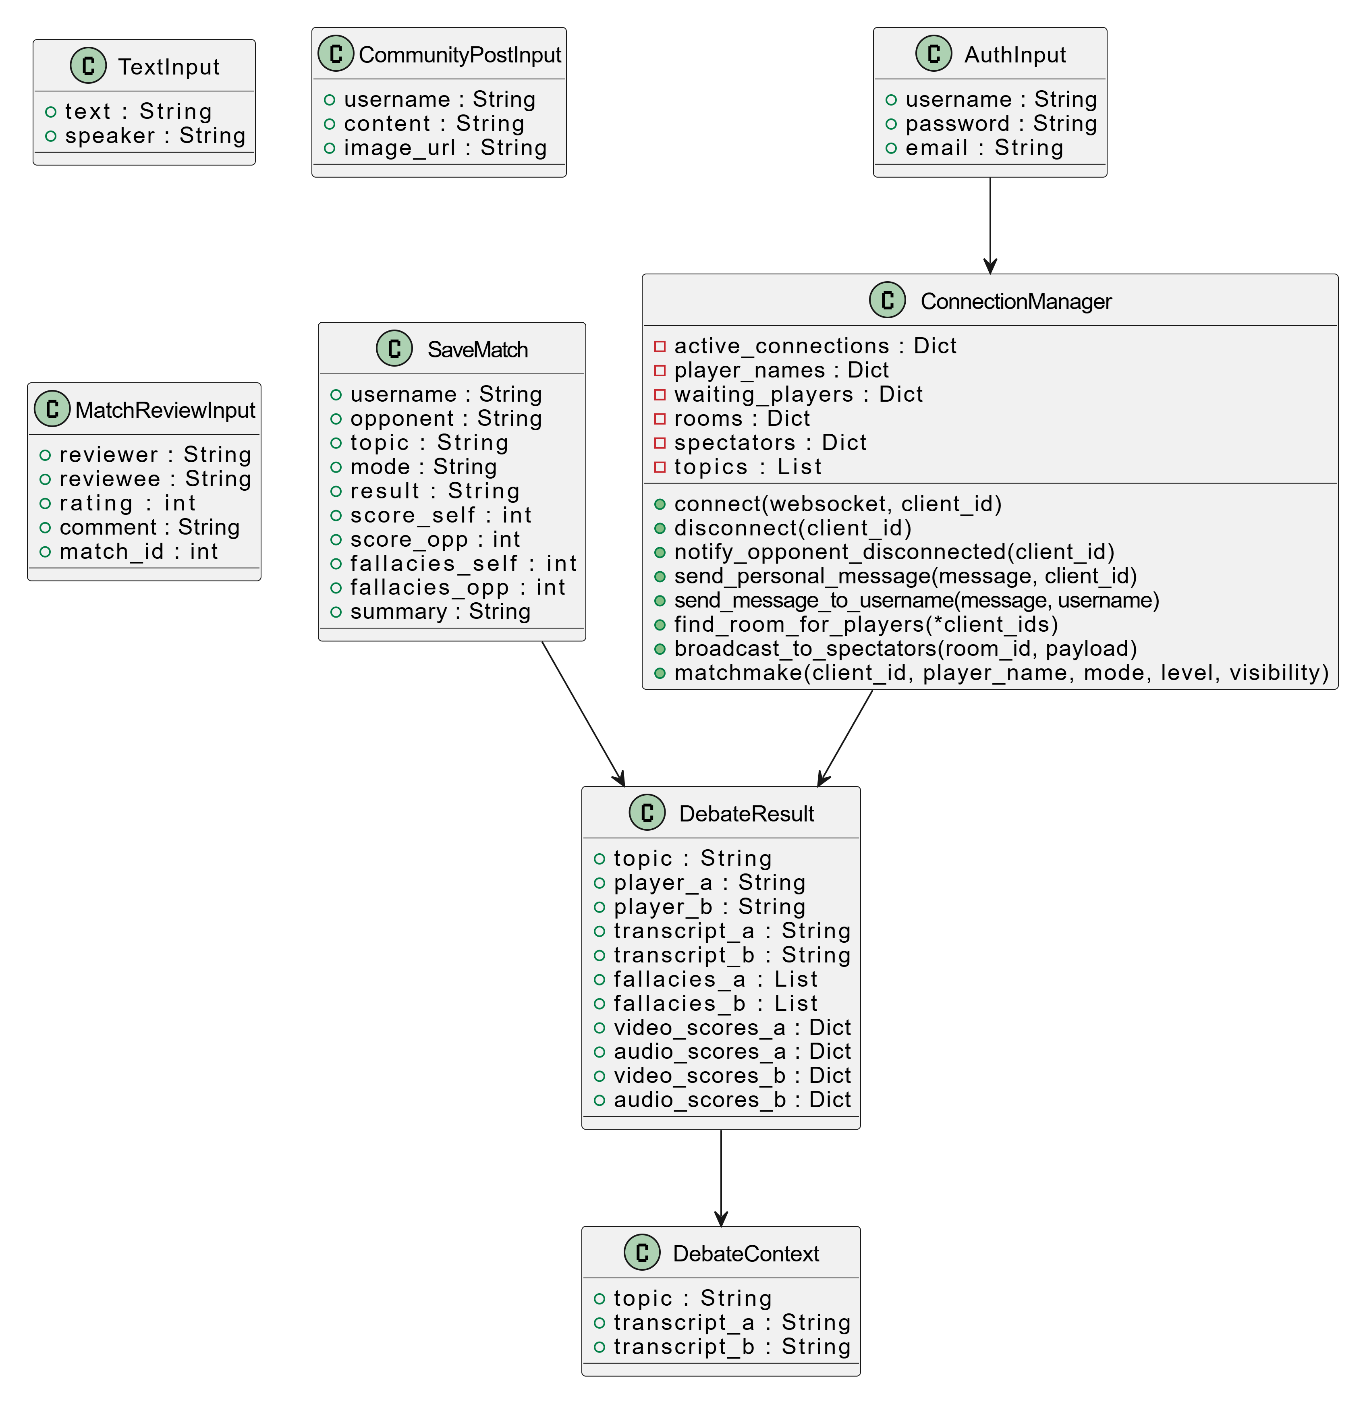 C TextInput
text : String
speaker : String
C CommunityPostInput
username : String
content : String
image_url : String
C AuthInput
username : String
password : String
email : String
C MatchReviewInput
reviewer : String
reviewee : String
rating : int
comment : String
match_id : int
C SaveMatch
username : String
opponent : String
topic : String
mode : String
result : String
score_self : int
score_opp : int
fallacies_self : int
fallacies_opp : int
summary : String
C ConnectionManager
active_connections : Dict
player_names : Dict
waiting_players : Dict
rooms : Dict
spectators : Dict
topics : List
connect(websocket, client_id)
disconnect(client_id)
notify_opponent_disconnected(client_id)
send_personal_message(message, client_id)
send_message_to_username(message, username)
find_room_for_players(*client_ids)
broadcast_to_spectators(room_id, payload)
matchmake(client_id, player_name, mode, level, visibility)
C DebateResult
topic : String
player_a : String
player_b : String
transcript_a : String
transcript_b : String
fallacies_a : List
fallacies_b : List
video_scores_a : Dict
audio_scores_a : Dict
video_scores_b : Dict
audio_scores_b : Dict
C DebateContext
topic : String
transcript_a : String
transcript_b : String